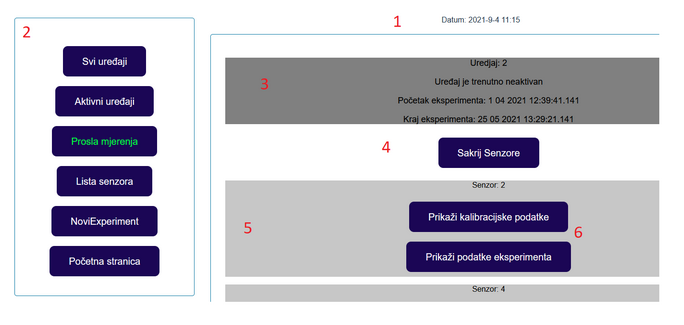 1
Datum: 2021-9-4 11:15
2
Svi uređaji
Aktivni uređaji
Prosla mjerenja
Lista senzora
NoviExperiment
Početna stranica
3
Uredjaj: 2
Uređaj je trenutno neaktivan
Početak eksperimenta: 1 04 2021 12:39:41.141
Kraj eksperimenta: 25 05 2021 13:29:21.141
4
Sakrij Senzore
5
Senzor: 2
Prikaži kalibracijske podatke
6
Prikaži podatke eksperimenta
Senzor: 4